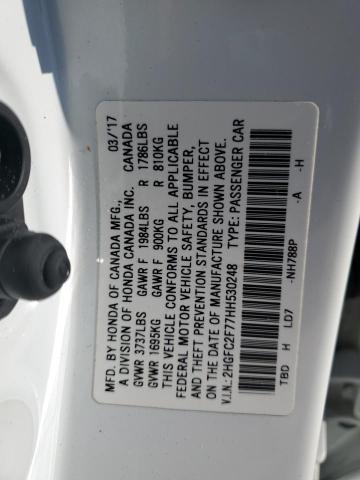 MFD. BY HONDA OF CANADA MFG., 03/'17
A DIVISION OF HONDA CANADA INC. CANADA
GVWR 3737LBS GAWR F 1984LBS R 1786LBS
GVWR 1695KG GAWR F 900KG R 810KG
THIS VEHICLE CONFORMS TO ALL APPLICABLE
FEDERAL MOTOR VEHICLE SAFETY, BUMPER,
AND THEFT PREVENTION STANDARDS IN EFFECT
ON THE DATE OF MANUFACTURE SHOWN ABOVE.
V.I.N.: 2HGFC2F77HH530248 TYPE: PASSENGER CAR
TBD H LD7 -NH788P -A -H